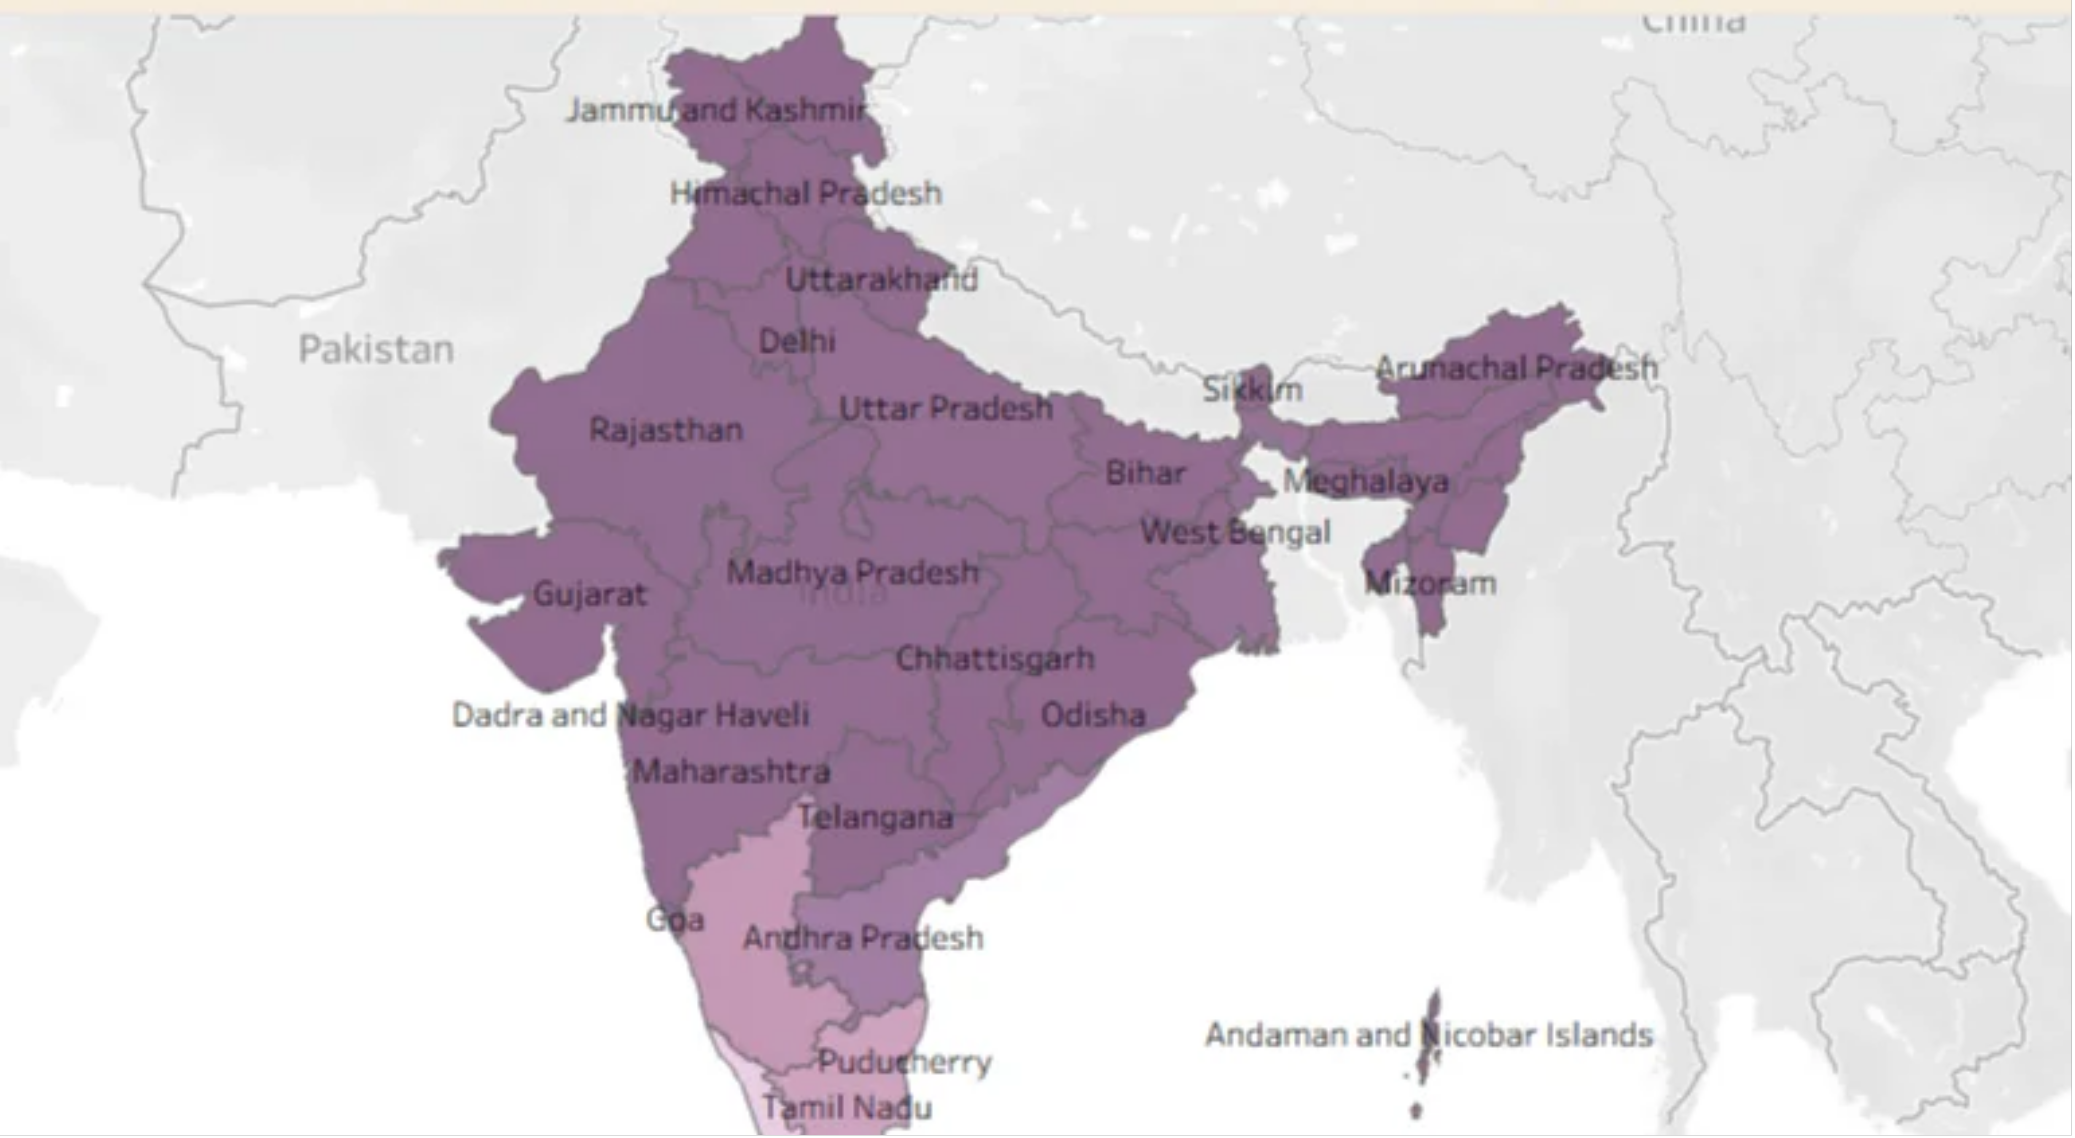 China
Jammu and Kashmir
Himachal Pradesh
Uttarakhand
Delhi
Pakistan
Arunachal Pradesh
Sikkim
Uttar Pradesh
Rajasthan
Bihar
Meghalaya
West Bengal
Madhya Pradesh
India
Gujarat
Mizoram
Chhattisgarh
Dadra and Nagar Haveli
Odisha
Maharashtra
Telangana
Goa
Andhra Pradesh
Andaman and Nicobar Islands
Puducherry
Tamil Nadu